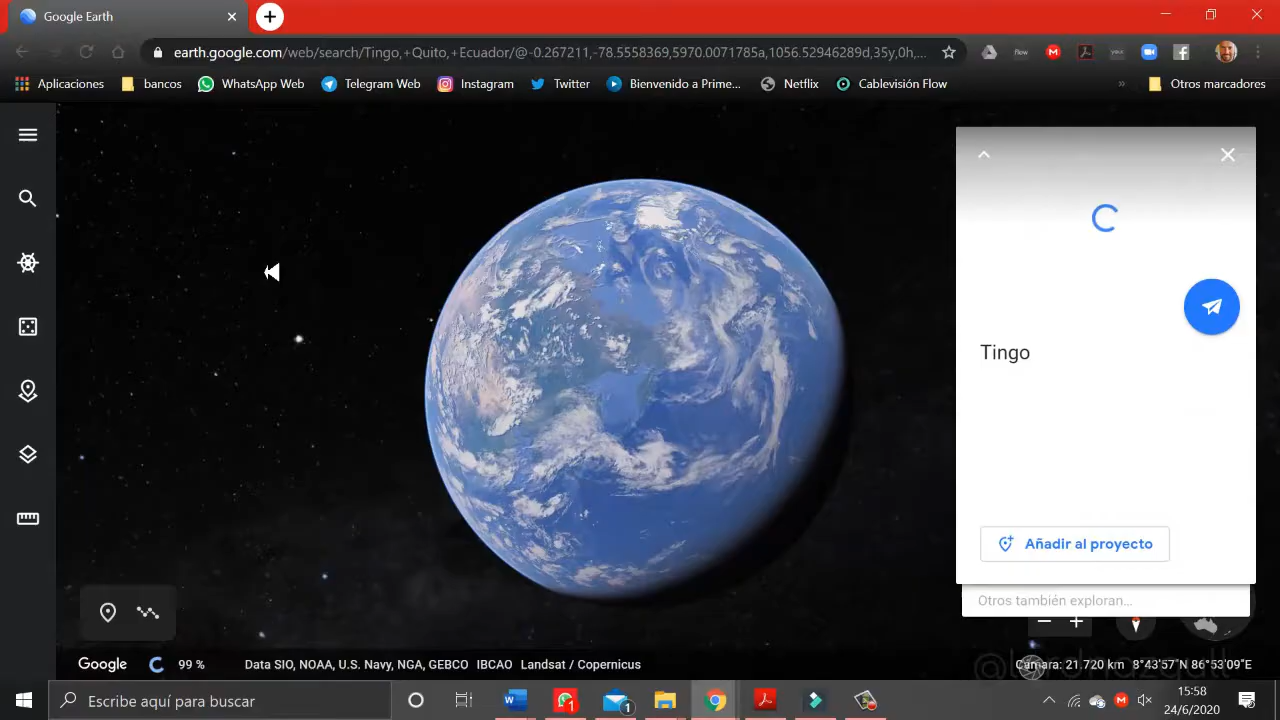 Google Earth
earth.google.com/web/search/Tingo,+Quito,+Ecuador/@-0.267211,-78.5558369,5970.0071785a,1056.52946289d,35y,0h,...
Flow
Aplicaciones
bancos
WhatsApp Web
Telegram Web
Instagram
Twitter
Bienvenido a Prime...
Netflix
Cablevisión Flow
»
Otros marcadores
Tingo
Añadir al proyecto
Otros también exploran...
Google
99 %
Data SIO, NOAA, U.S. Navy, NGA, GEBCO IBCAO Landsat / Copernicus
Cámara: 21.720 km 8°43'57"N 86°53'09"E
Escribe aquí para buscar
1
1
15:58
24/6/2020